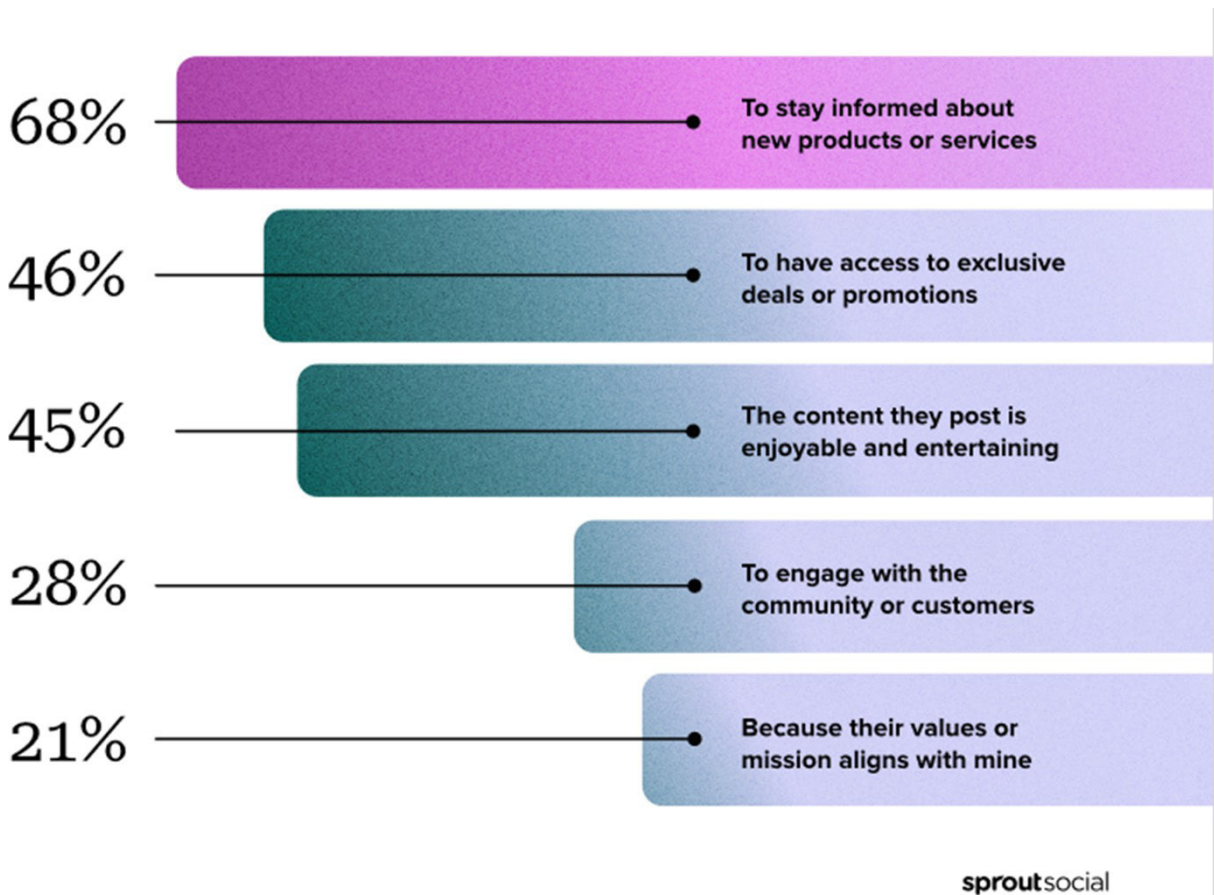 68%
To stay informed about
new products or services
46%
To have access to exclusive
deals or promotions
45%
The content they post is
enjoyable and entertaining
28%
To engage with the
community or customers
21%
Because their values or
mission aligns with mine
sproutsocial